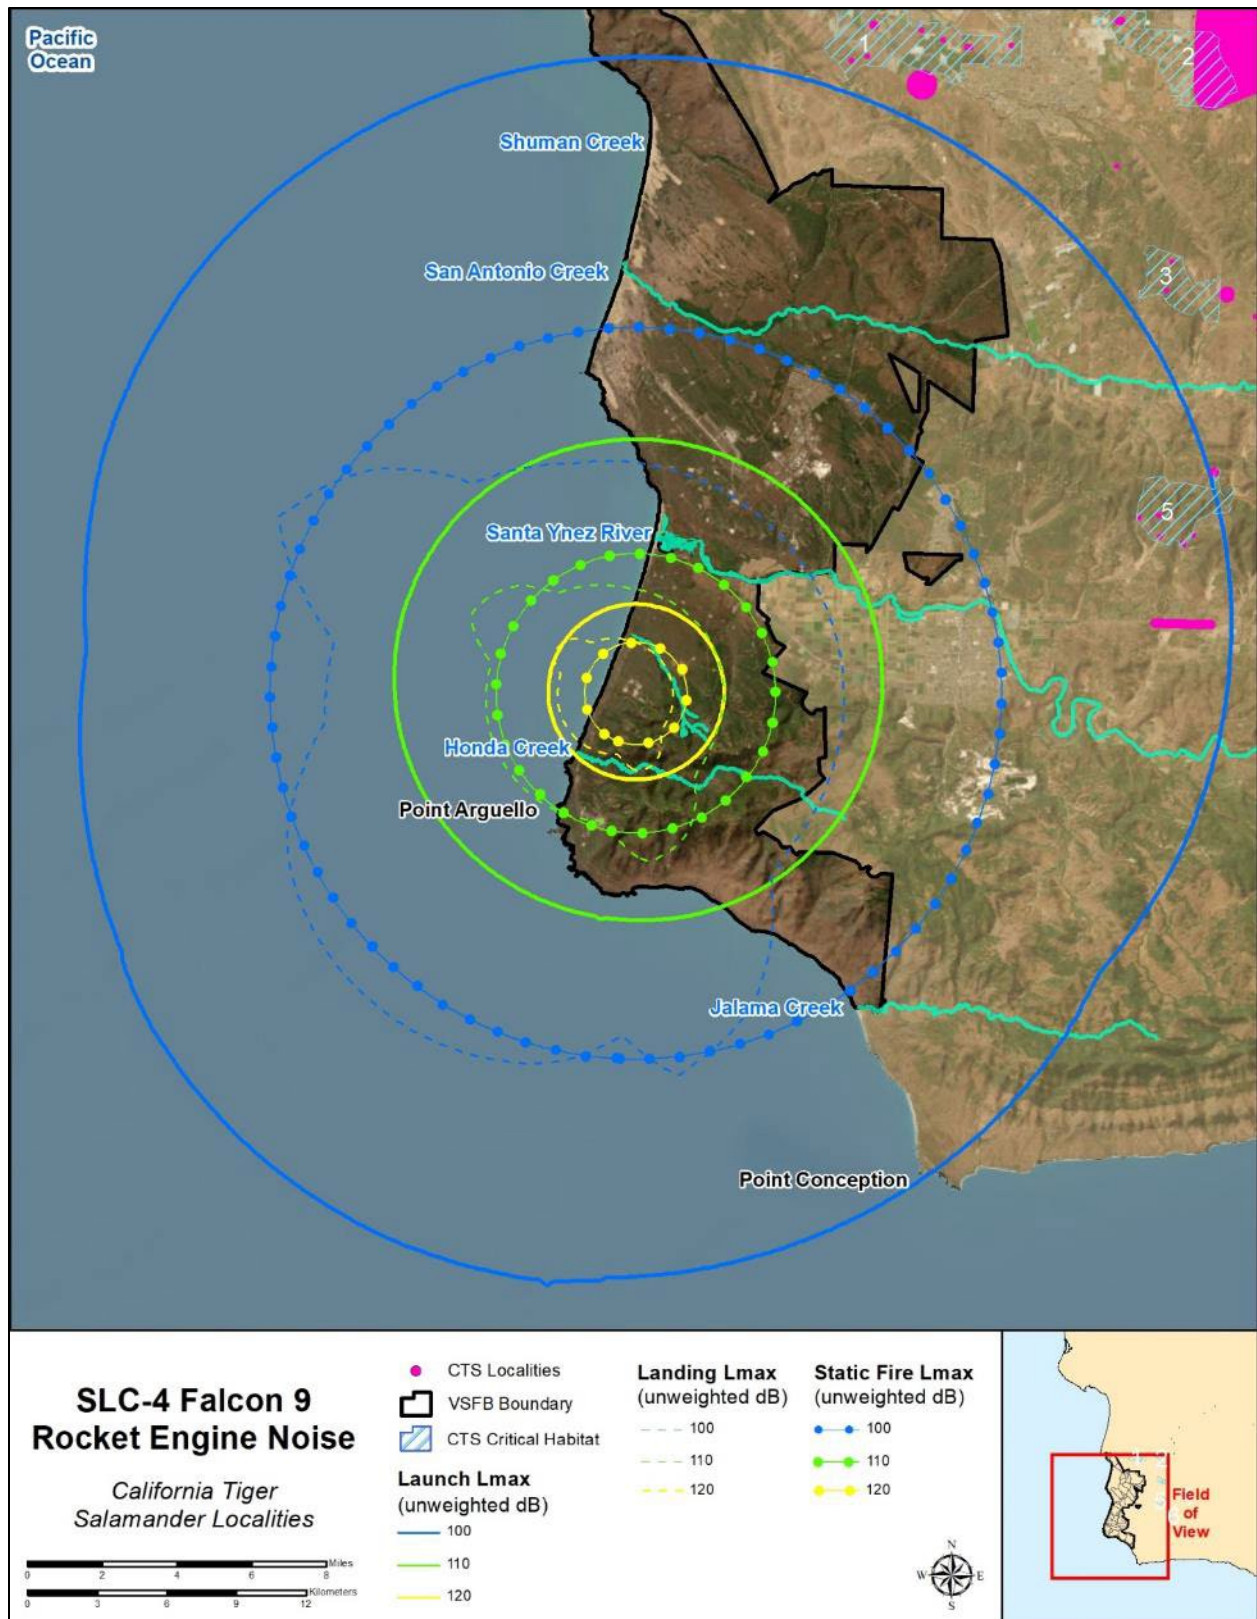 Pacific
Ocean
1
2
Shuman Creek
San Antonio Creek
3
5
Santa Ynez River
Honda Creek
Point Arguello
Jalama Creek
Point Conception
SLC-4 Falcon 9
Rocket Engine Noise
California Tiger
Salamander Localities
0 2 4 6 8 Miles
0 3 6 9 12 Kilometers
CTS Localities
VSFB Boundary
CTS Critical Habitat
Launch Lmax
(unweighted dB)
100
110
120
Landing Lmax
(unweighted dB)
100
110
120
Static Fire Lmax
(unweighted dB)
100
110
120
N
W E
S
1 2
Field
of
View